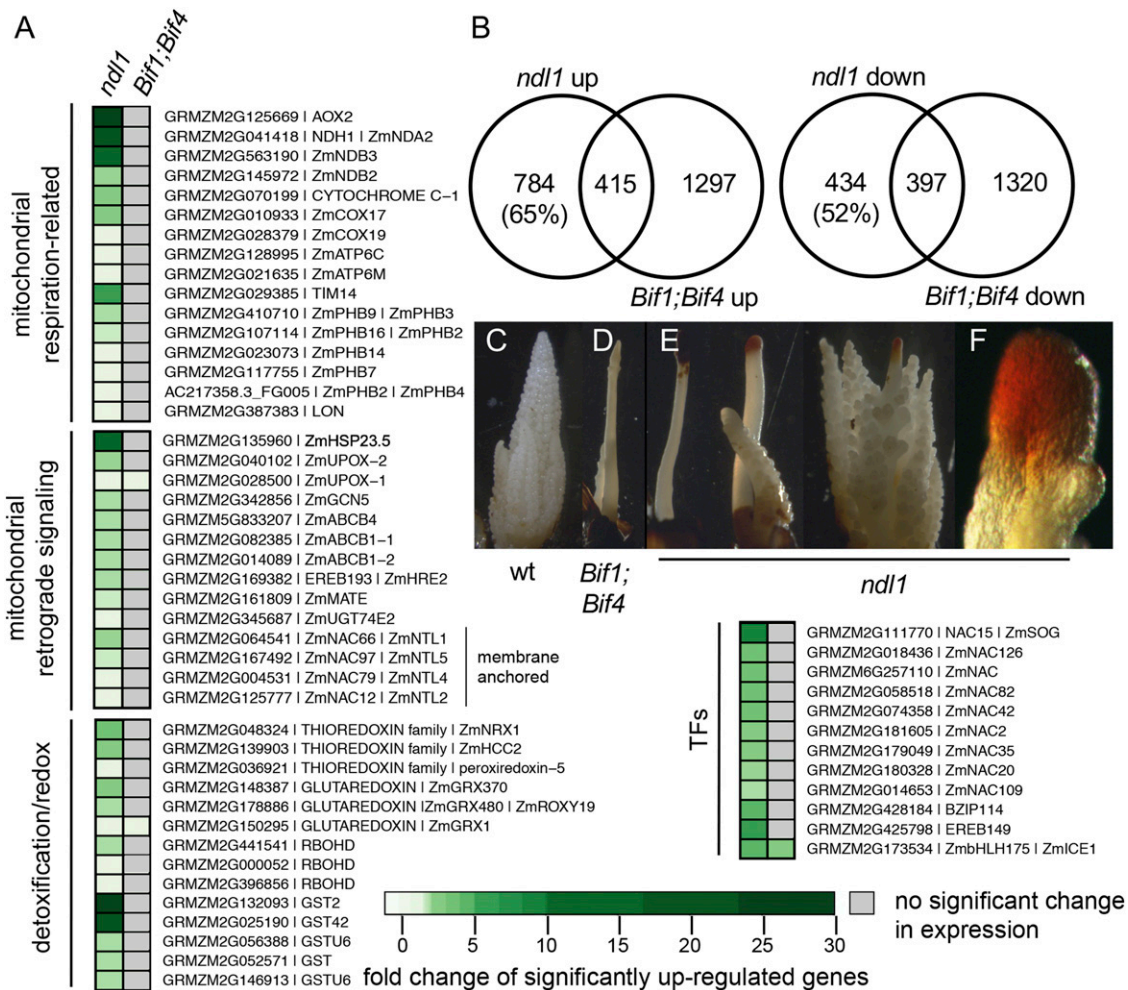 A
ndl1
Bif1;Bif4
mitochondrial
respiration-related
GRMZM2G125669 | AOX2
GRMZM2G041418 | NDH1 | ZmNDA2
GRMZM2G563190 | ZmNDB3
GRMZM2G145972 | ZmNDB2
GRMZM2G070199 | CYTOCHROME C−1
GRMZM2G010933 | ZmCOX17
GRMZM2G028379 | ZmCOX19
GRMZM2G128995 | ZmATP6C
GRMZM2G021635 | ZmATP6M
GRMZM2G029385 | TIM14
GRMZM2G410710 | ZmPHB9 | ZmPHB3
GRMZM2G107114 | ZmPHB16 | ZmPHB2
GRMZM2G023073 | ZmPHB14
GRMZM2G117755 | ZmPHB7
AC217358.3_FG005 | ZmPHB2 | ZmPHB4
GRMZM2G387383 | LON
mitochondrial
retrograde signaling
GRMZM2G135960 | ZmHSP23.5
GRMZM2G040102 | ZmUPOX−2
GRMZM2G028500 | ZmUPOX−1
GRMZM2G342856 | ZmGCN5
GRMZM5G833207 | ZmABCB4
GRMZM2G082385 | ZmABCB1−1
GRMZM2G014089 | ZmABCB1−2
GRMZM2G169382 | EREB193 | ZmHRE2
GRMZM2G161809 | ZmMATE
GRMZM2G345687 | ZmUGT74E2
GRMZM2G064541 | ZmNAC66 | ZmNTL1
GRMZM2G167492 | ZmNAC97 | ZmNTL5
GRMZM2G004531 | ZmNAC79 | ZmNTL4
GRMZM2G125777 | ZmNAC12 | ZmNTL2
membrane
anchored
detoxification/redox
GRMZM2G048324 | THIOREDOXIN family | ZmNRX1
GRMZM2G139903 | THIOREDOXIN family | ZmHCC2
GRMZM2G036921 | THIOREDOXIN family | peroxiredoxin−5
GRMZM2G148387 | GLUTAREDOXIN | ZmGRX370
GRMZM2G178886 | GLUTAREDOXIN |ZmGRX480 | ZmROXY19
GRMZM2G150295 | GLUTAREDOXIN | ZmGRX1
GRMZM2G441541 | RBOHD
GRMZM2G000052 | RBOHD
GRMZM2G396856 | RBOHD
GRMZM2G132093 | GST2
GRMZM2G025190 | GST42
GRMZM2G056388 | GSTU6
GRMZM2G052571 | GST
GRMZM2G146913 | GSTU6
B
ndl1 up
784
(65%)
415
1297
Bif1;Bif4 up
ndl1 down
434
(52%)
397
1320
Bif1;Bif4 down
C
D
E
F
wt
Bif1;
Bif4
ndl1
TFs
GRMZM2G111770 | NAC15 | ZmSOG
GRMZM2G018436 | ZmNAC126
GRMZM6G257110 | ZmNAC
GRMZM2G058518 | ZmNAC82
GRMZM2G074358 | ZmNAC42
GRMZM2G181605 | ZmNAC2
GRMZM2G179049 | ZmNAC35
GRMZM2G180328 | ZmNAC20
GRMZM2G014653 | ZmNAC109
GRMZM2G428184 | BZIP114
GRMZM2G425798 | EREB149
GRMZM2G173534 | ZmbHLH175 | ZmICE1
0 5 10 15 20 25 30
fold change of significantly up-regulated genes
no significant change
in expression